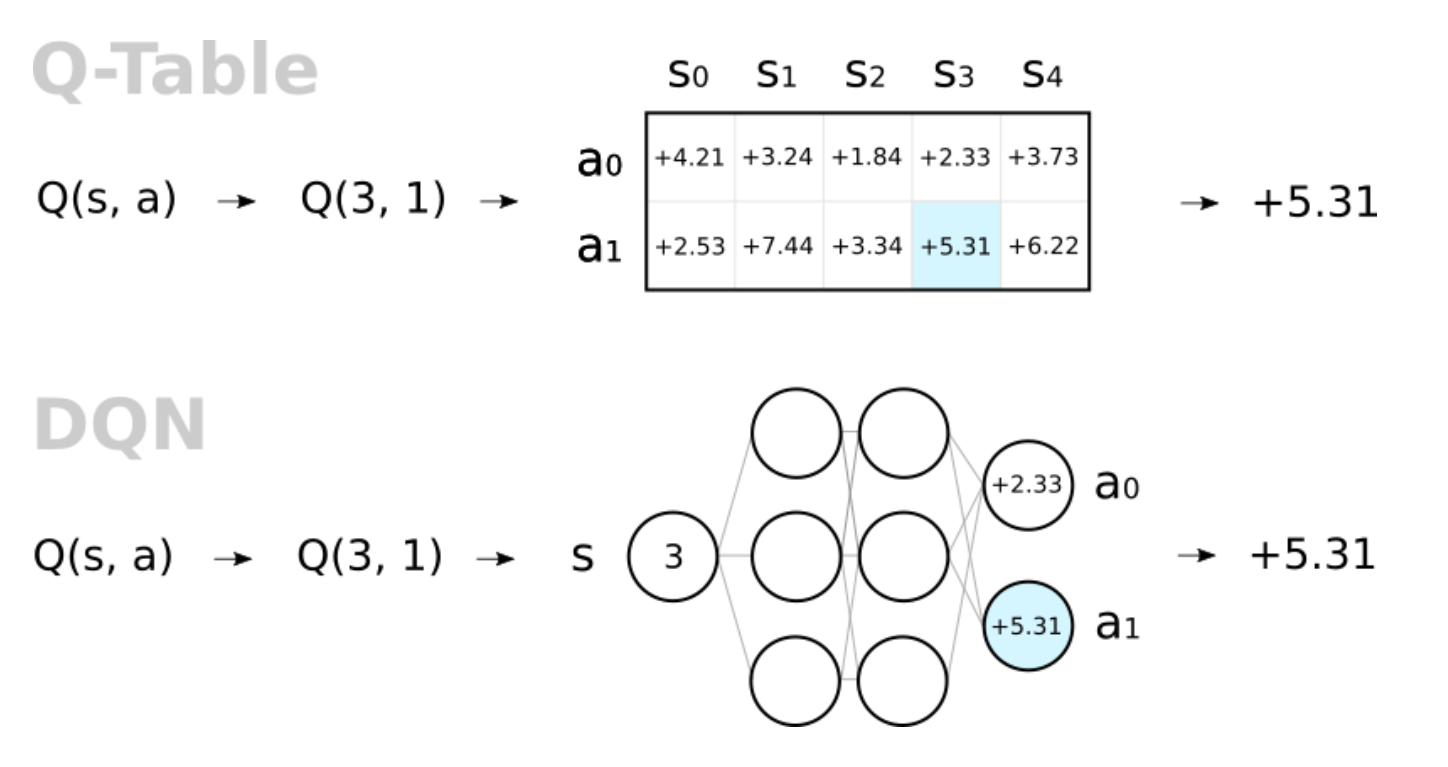 Q-Table
s0 s1 s2 s3 s4
a0 +4.21 +3.24 +1.84 +2.33 +3.73
Q(s, a) → Q(3, 1) → → +5.31
a1 +2.53 +7.44 +3.34 +5.31 +6.22
DQN
+2.33 a0
Q(s, a) → Q(3, 1) → s 3 → +5.31
+5.31 a1